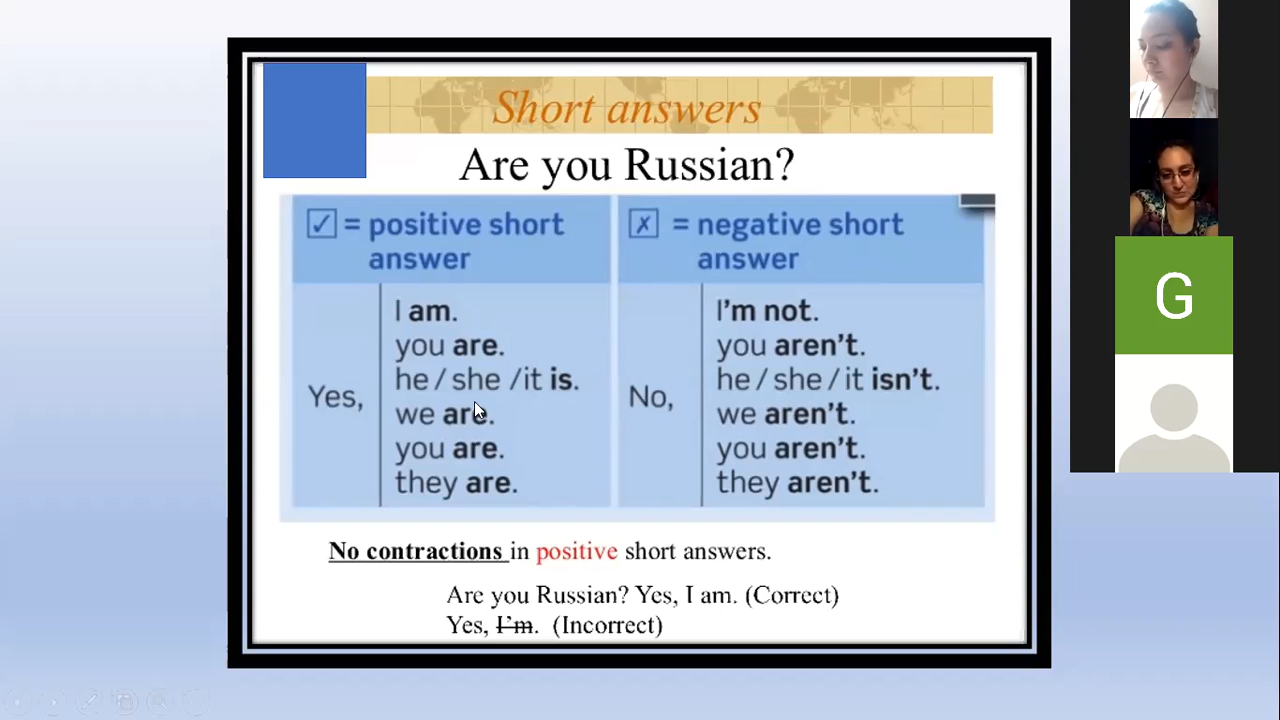 Short answers
Are you Russian?
✓ = positive short answer
✗ = negative short answer
Yes,
I am.
you are.
he / she / it is.
we are.
you are.
they are.
No,
I'm not.
you aren't.
he / she / it isn't.
we aren't.
you aren't.
they aren't.
No contractions in positive short answers.
Are you Russian? Yes, I am. (Correct)
Yes, I'm. (Incorrect)
G